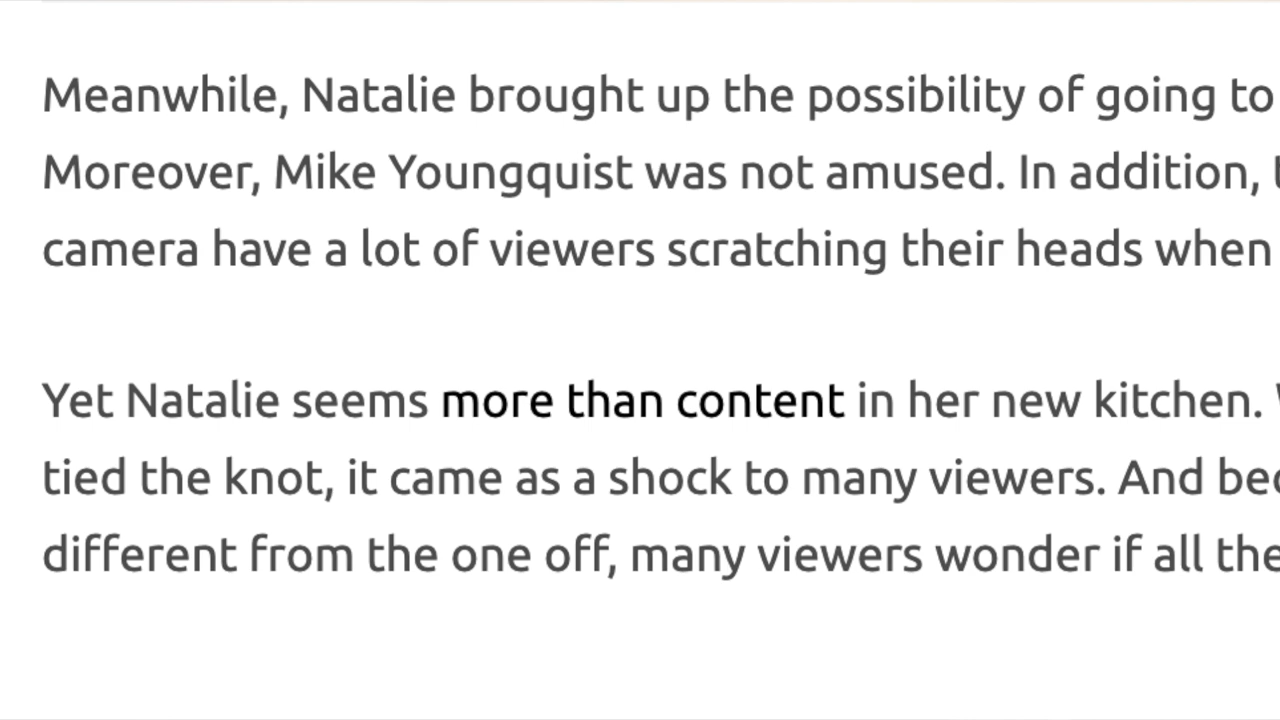 Meanwhile, Natalie brought up the possibility of going to
Moreover, Mike Youngquist was not amused. In addition,
camera have a lot of viewers scratching their heads when
Yet Natalie seems more than content in her new kitchen.
tied the knot, it came as a shock to many viewers. And
different from the one off, many viewers wonder if all the